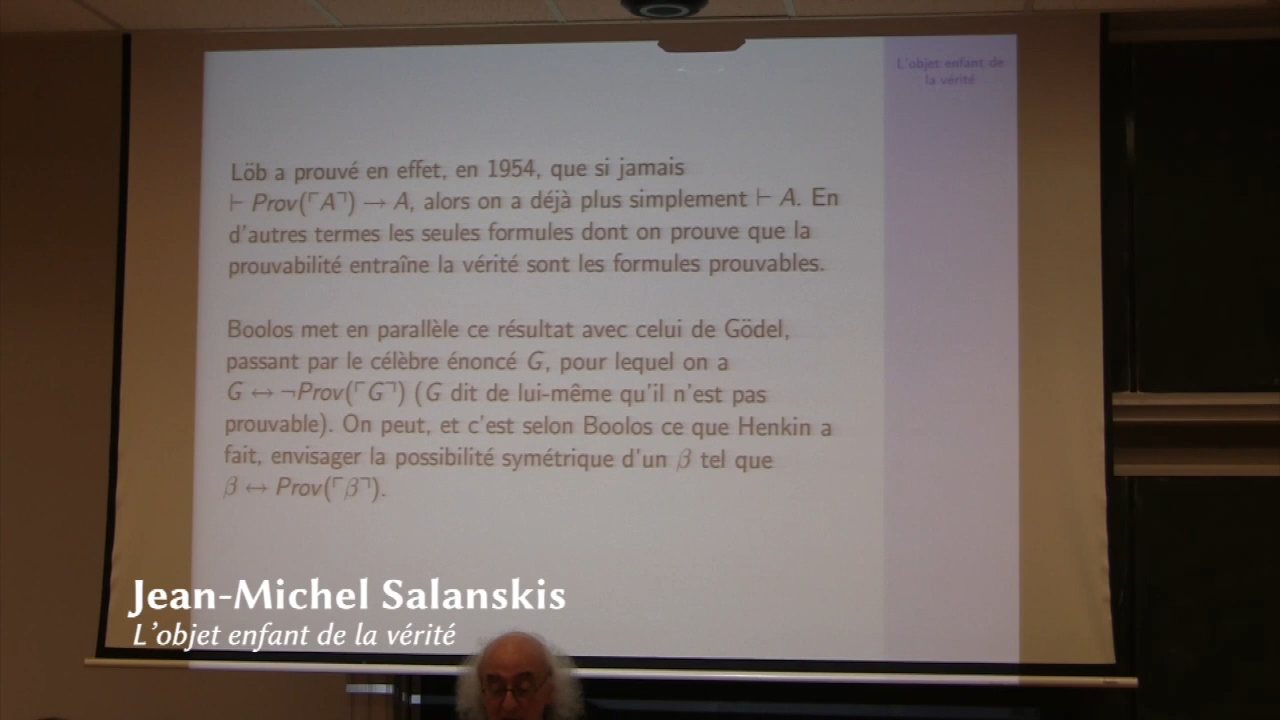 L'objet enfant de
la vérité
Löb a prouvé en effet, en 1954, que si jamais
⊢ Prov(⌜A⌝) → A, alors on a déjà plus simplement ⊢ A. En
d'autres termes les seules formules dont on prouve que la
prouvabilité entraîne la vérité sont les formules prouvables.
Boolos met en parallèle ce résultat avec celui de Gödel,
passant par le célèbre énoncé G, pour lequel on a
G ↔ ¬Prov(⌜G⌝) (G dit de lui-même qu'il n'est pas
prouvable). On peut, et c'est selon Boolos ce que Henkin a
fait, envisager la possibilité symétrique d'un β tel que
β ↔ Prov(⌜β⌝).
Jean-Michel Salanskis
L'objet enfant de la vérité